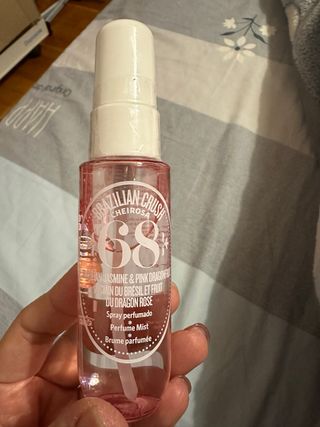 BRAZILIAN CRUSH
CHEIROSA
68
JASMINE & PINK DRAGONFRUIT
DU BRÉSIL ET FRUIT
DU DRAGON ROSE
Spray perfumado
Perfume Mist
Brume parfumée